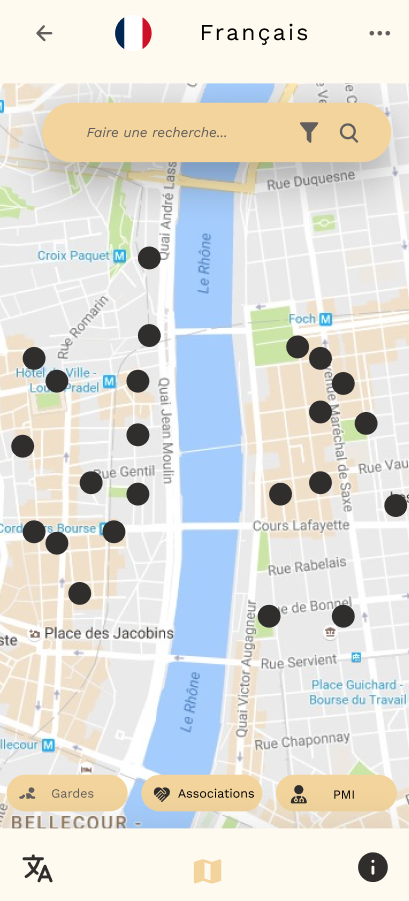 Français
Faire une recherche...
Quai André Lass
Rue Duquesne
Croix Paquet M
Le Rhône
Rue Romarin
Foch M
Hôtel de Ville -
Louis Pradel M
Quai Jean Moulin
Avenue Maréchal de Saxe
Rue Gentil
Rue Vau
Cordeliers Bourse
Cours Lafayette
Rue Rabelais
Rue de Bonnel
Place des Jacobins
Quai Victor Augagneur
Rue Servient
Le Rhône
Place Guichard -
Bourse du Travail
llecour M
Rue Chaponnay
Gardes
Associations
PMI
BELLECOUR -